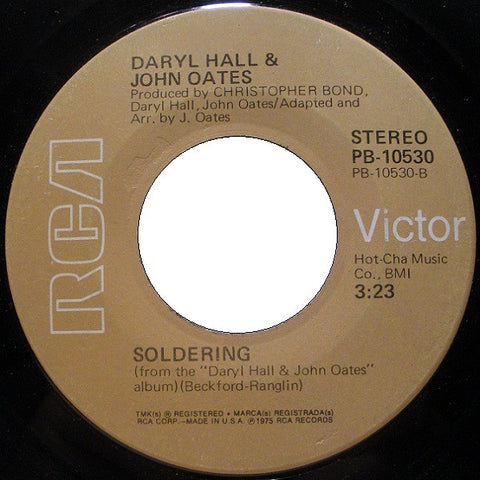 DARYL HALL &
JOHN OATES
Produced by CHRISTOPHER BOND,
Daryl Hall, John Oates/Adapted and
Arr. by J. Oates
RCA
STEREO
PB-10530
PB-10530-B
Victor
Hot-Cha Music
Co., BMI
3:23
SOLDERING
(from the "Daryl Hall & John Oates"
album)(Beckford-Ranglin)
TMK(s) ® REGISTERED • MARCA(s) REGISTRADA(s)
RCA CORP.—MADE IN U.S.A. ℗ 1975 RCA RECORDS